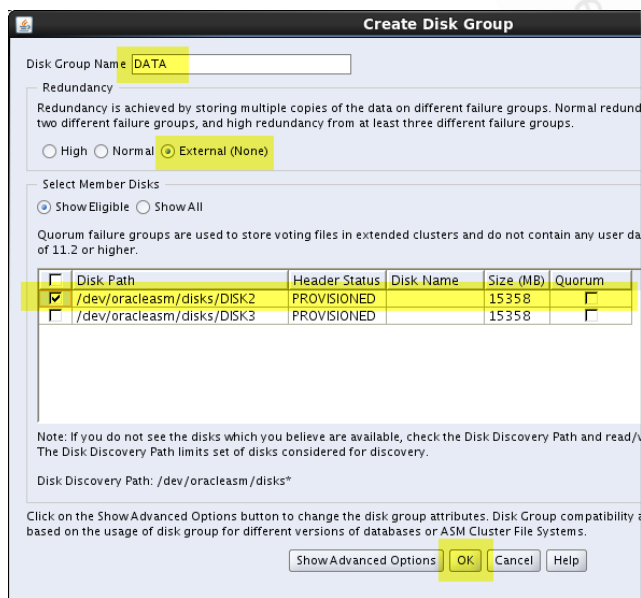 Create Disk Group
Disk Group Name DATA
Redundancy
Redundancy is achieved by storing multiple copies of the data on different failure groups. Normal redund
two different failure groups, and high redundancy from at least three different failure groups.
High Normal External (None)
Select Member Disks
Show Eligible Show All
Quorum failure groups are used to store voting files in extended clusters and do not contain any user da
of 11.2 or higher.
Disk Path Header Status Disk Name Size (MB) Quorum
/dev/oracleasm/disks/DISK2 PROVISIONED 15358
/dev/oracleasm/disks/DISK3 PROVISIONED 15358
Note: If you do not see the disks which you believe are available, check the Disk Discovery Path and read/
The Disk Discovery Path limits set of disks considered for discovery.
Disk Discovery Path: /dev/oracleasm/disks*
Click on the Show Advanced Options button to change the disk group attributes. Disk Group compatibility
based on the usage of disk group for different versions of databases or ASM Cluster File Systems.
Show Advanced Options OK Cancel Help